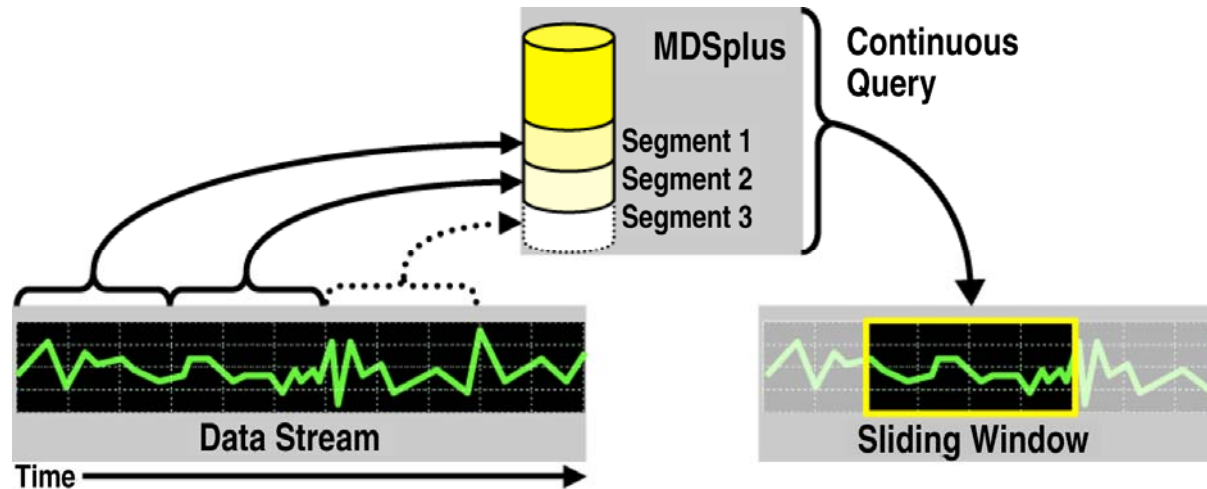 MDSplus
Continuous
Query
Segment 1
Segment 2
Segment 3
Data Stream
Sliding Window
Time